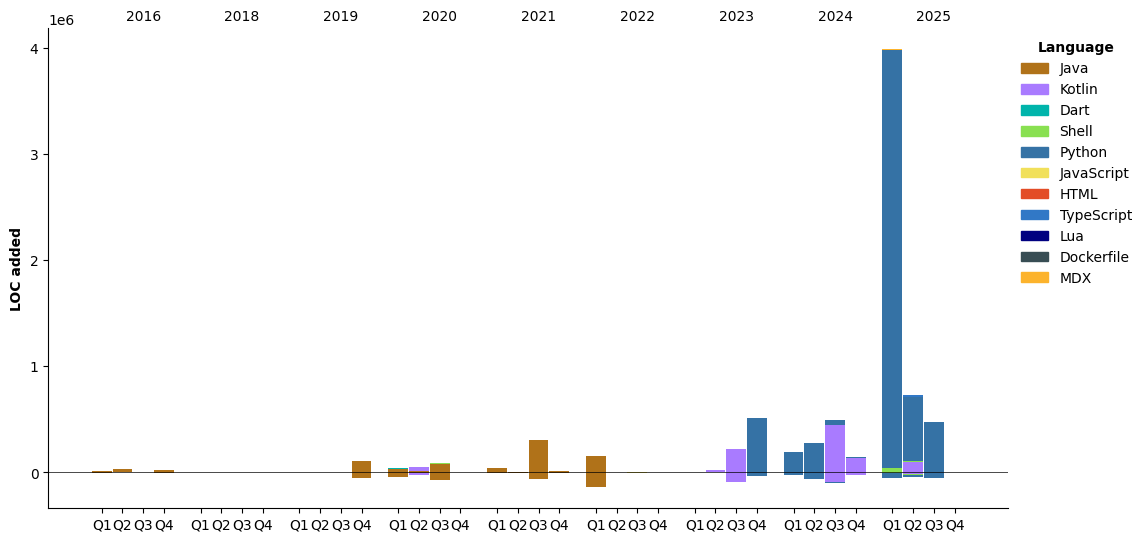 2016 2018 2019 2020 2021 2022 2023 2024 2025
1e6
4
3
2
1
0
LOC added
Q1 Q2 Q3 Q4 Q1 Q2 Q3 Q4 Q1 Q2 Q3 Q4 Q1 Q2 Q3 Q4 Q1 Q2 Q3 Q4 Q1 Q2 Q3 Q4 Q1 Q2 Q3 Q4 Q1 Q2 Q3 Q4 Q1 Q2 Q3 Q4
Language
Java
Kotlin
Dart
Shell
Python
JavaScript
HTML
TypeScript
Lua
Dockerfile
MDX